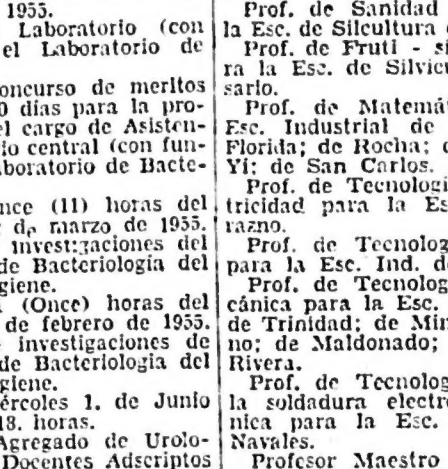 1955.
Laboratorio (con
el Laboratorio de
oncurso de meritos
0 días para la pro-
el cargo de Asisten-
io central (con fun-
aboratorio de Bacte-
nce (11) horas del
de marzo de 1955.
investigaciones del
de Bacteriología del
giene.
(Once) horas del
de febrero de 1955.
investigaciones de
de Bacteriología del
giene.
ércoles 1. de Junio
18. horas.
Agregado de Urolo-
Docentes Adscriptos
Prof. de Sanidad
la Esc. de Silcultura
Prof. de Fruti - si
ra la Esc. de Silvic
sario.
Prof. de Matemá
Esc. Industrial de
Florida; de Rocha;
Yí; de San Carlos.
Prof. de Tecnologi
tricidad para la Es
razno.
Prof. de Tecnolog
para la Esc. Ind. d
Prof. de Tecnolog
cánica para la Esc.
de Trinidad; de Min
no; de Maldonado;
Rivera.
Prof. de Tecnolog
la soldadura electr
nica para la Esc.
Navales.
Profesor Maestro